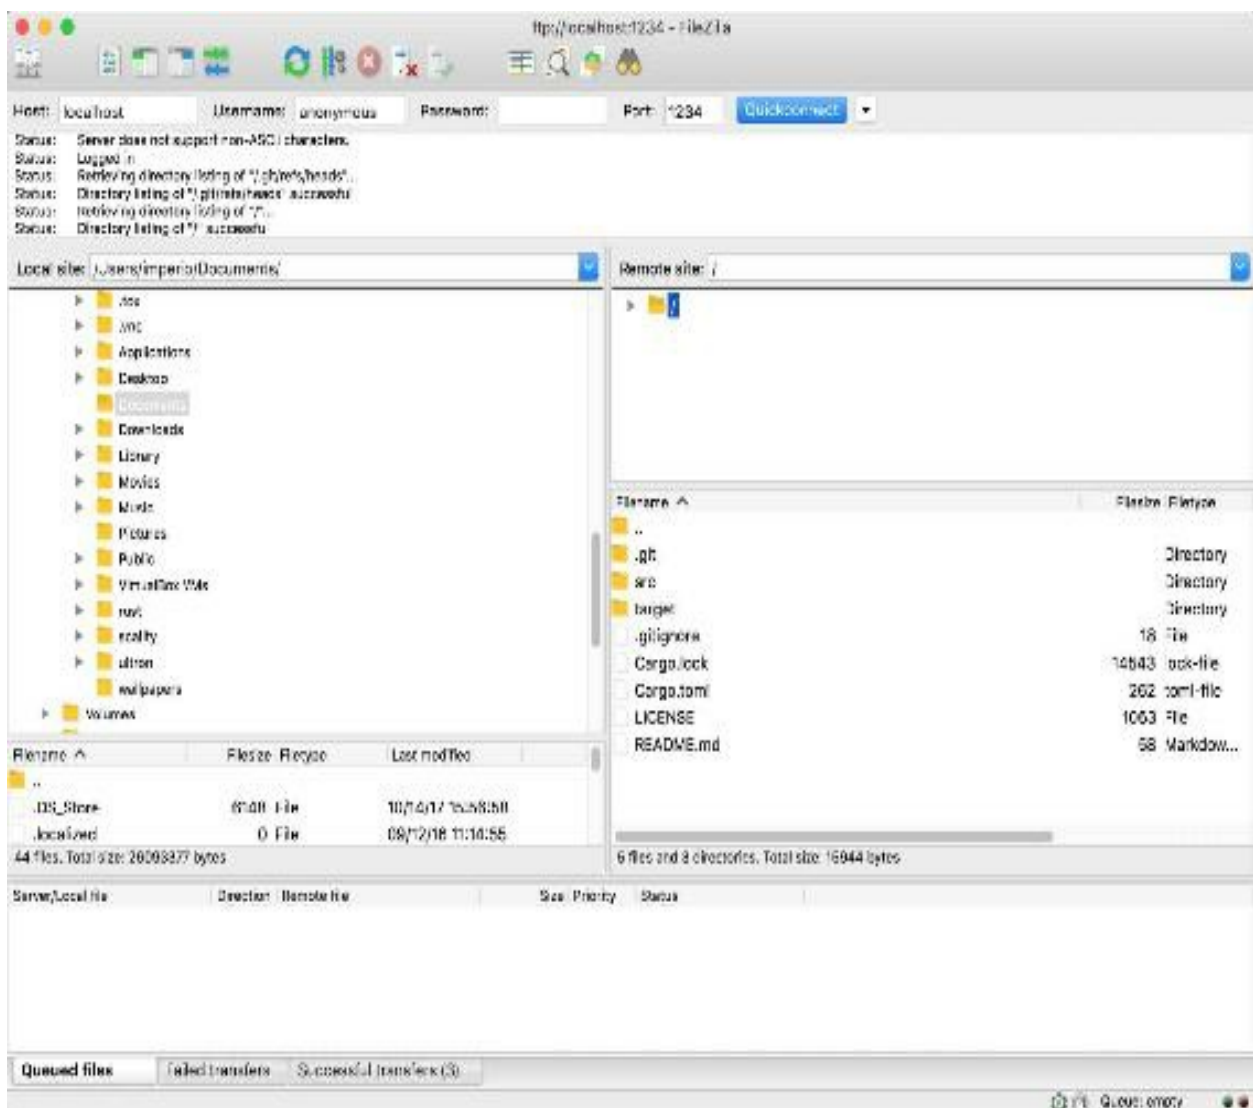 ftp://localhost:1234 - FileZilla
Host: localhost Username: anonymous Password: Port: 1234 Quickconnect
Status: Server does not support non-ASCII characters.
Status: Logged in
Status: Retrieving directory listing of "/.git/refs/heads"...
Status: Directory listing of "/.git/refs/heads" successful
Status: Retrieving directory listing of "/"...
Status: Directory listing of "/" successful
Local site: /Users/imperio/Documents/
Remote site: /
.vnc
Applications
Desktop
Documents
Downloads
Library
Movies
Music
Pictures
Public
VirtualBox VMs
rust
scality
ultron
wallpapers
Volumes
/
Filename Filesize Filetype Last modified
..
.DS_Store 6148 File 10/14/17 15:56:58
.localized 0 File 09/12/16 11:14:55
44 files. Total size: bytes
Filename Filesize Filetype
..
.git Directory
src Directory
target Directory
.gitignore 18 File
Cargo.lock 14543 lock-file
Cargo.toml 262 toml-file
LICENSE 1063 File
README.md 58 Markdow...
6 files and 3 directories. Total size: 15944 bytes
Server/Local file Direction Remote file Size Priority Status
Queued files Failed transfers Successful transfers (3)
Queue: empty